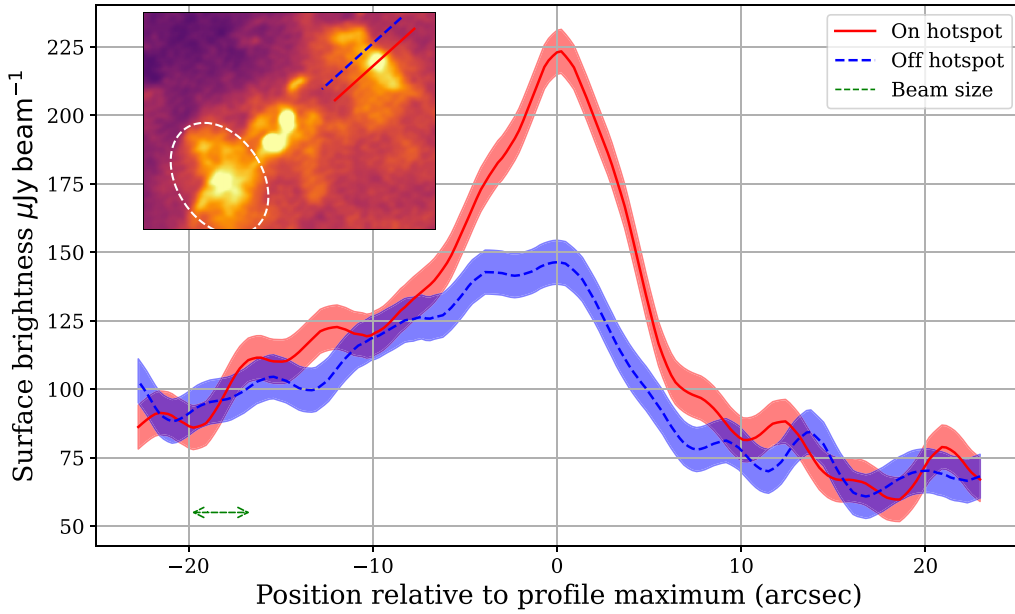 On hotspot
Off hotspot
Beam size
225
200
175
150
125
100
75
50
Surface brightness μJy beam⁻¹
−20
−10
0
10
20
Position relative to profile maximum (arcsec)